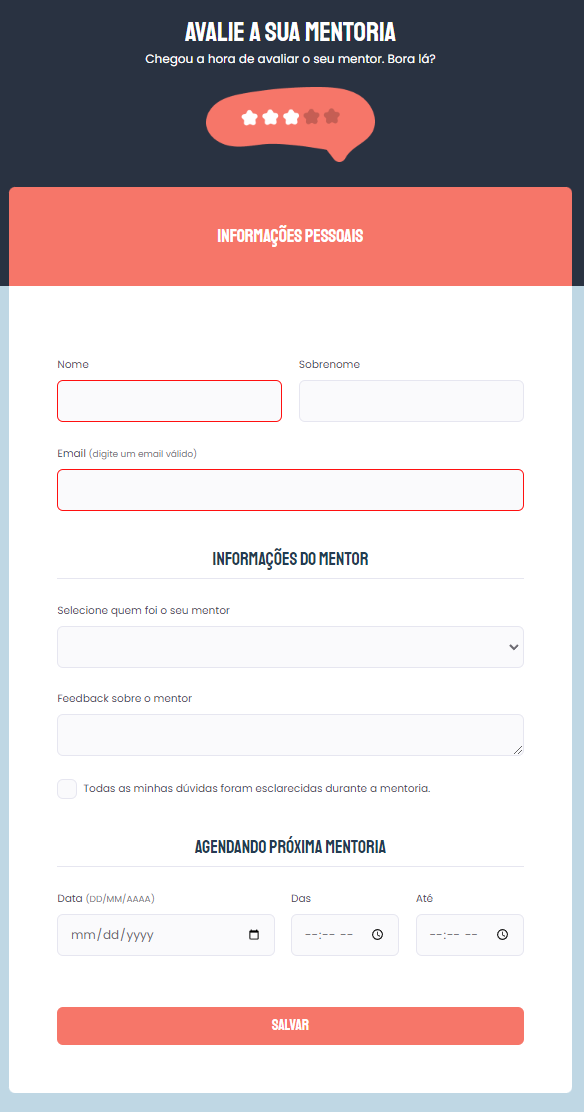 AVALIE A SUA MENTORIA
Chegou a hora de avaliar o seu mentor. Bora lá?
INFORMAÇÕES PESSOAIS
Nome
Sobrenome
Email (digite um email válido)
INFORMAÇÕES DO MENTOR
Selecione quem foi o seu mentor
Feedback sobre o mentor
Todas as minhas dúvidas foram esclarecidas durante a mentoria.
AGENDANDO PRÓXIMA MENTORIA
Data (DD/MM/AAAA)
Das
Até
mm/dd/yyyy
--:-- --
--:-- --
SALVAR